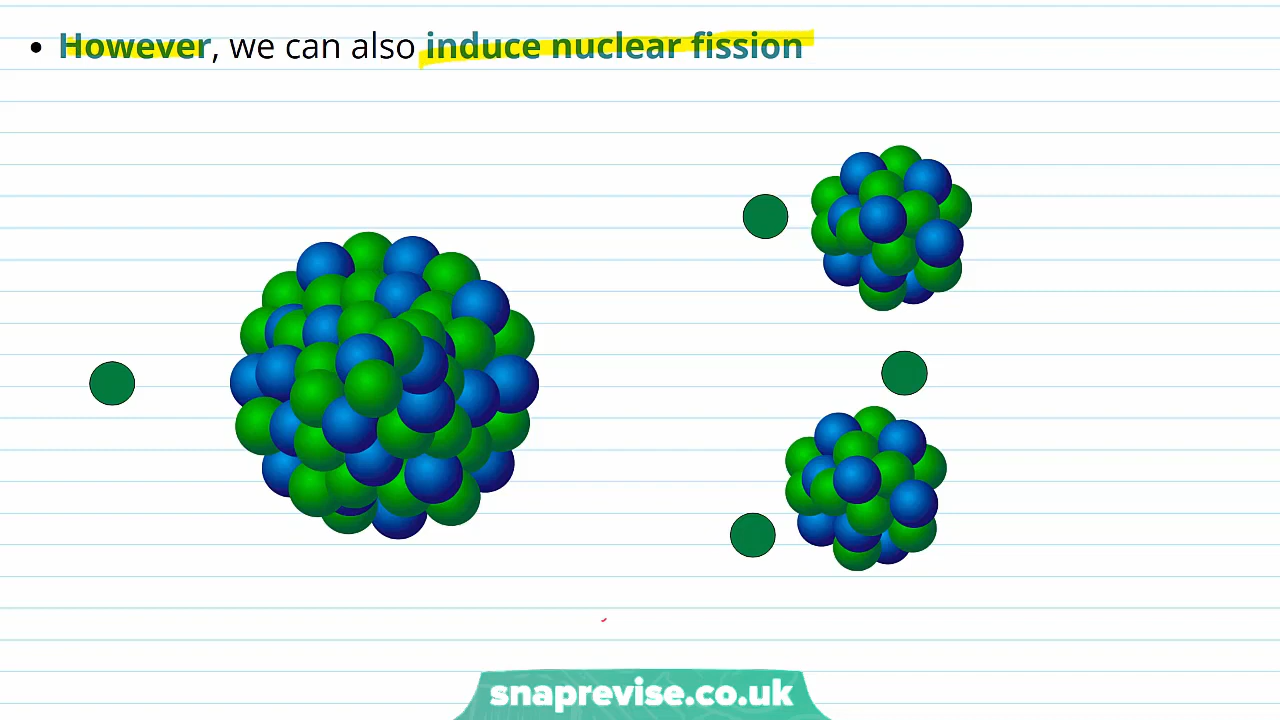 • However, we can also induce nuclear fission
snaprevise.co.uk